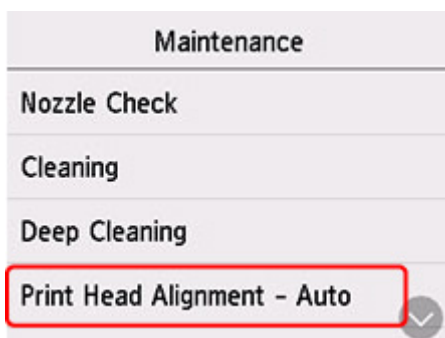 Maintenance
Nozzle Check
Cleaning
Deep Cleaning
Print Head Alignment – Auto